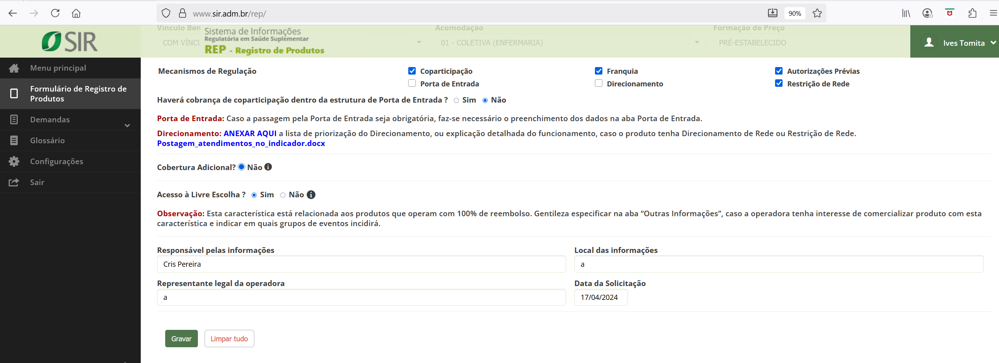 www.sir.adm.br/rep/
90%
SIR
Vinculo Ben
Acomodação
Formação de Preço
Sistema de Informações
Regulatória em Saúde Suplementar
REP - Registro de Produtos
COM VÍNCU
01 - COLETIVA (ENFERMARIA)
PRÉ-ESTABELECIDO
Ives Tomita
Menu principal
Formulário de Registro de
Produtos
Demandas
Glossário
Configurações
Sair
Mecanismos de Regulação
Coparticipação
Franquia
Autorizações Prévias
Porta de Entrada
Direcionamento
Restrição de Rede
Haverá cobrança de coparticipação dentro da estrutura de Porta de Entrada ? Sim Não
Porta de Entrada: Caso a passagem pela Porta de Entrada seja obrigatória, faz-se necessário o preenchimento dos dados na aba Porta de Entrada.
Direcionamento: ANEXAR AQUI a lista de priorização do Direcionamento, ou explicação detalhada do funcionamento, caso o produto tenha Direcionamento de Rede ou Restrição de Rede.
Postagem_atendimentos_no_indicador.docx
Cobertura Adicional? Não
Acesso à Livre Escolha ? Sim Não
Observação: Esta característica está relacionada aos produtos que operam com 100% de reembolso. Gentileza especificar na aba “Outras Informações”, caso a operadora tenha interesse de comercializar produto com esta
característica e indicar em quais grupos de eventos incidirá.
Responsável pelas informações
Local das informações
Cris Pereira
a
Representante legal da operadora
Data da Solicitação
a
17/04/2024
Gravar
Limpar tudo